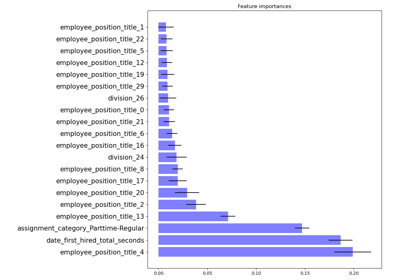 Feature importances
employee_position_title_1
employee_position_title_22
employee_position_title_5
employee_position_title_12
employee_position_title_19
employee_position_title_29
division_26
employee_position_title_0
employee_position_title_21
employee_position_title_6
employee_position_title_16
division_24
employee_position_title_8
employee_position_title_17
employee_position_title_20
employee_position_title_2
employee_position_title_13
assignment_category_Parttime-Regular
date_first_hired_total_seconds
employee_position_title_4
0.00 0.05 0.10 0.15 0.20